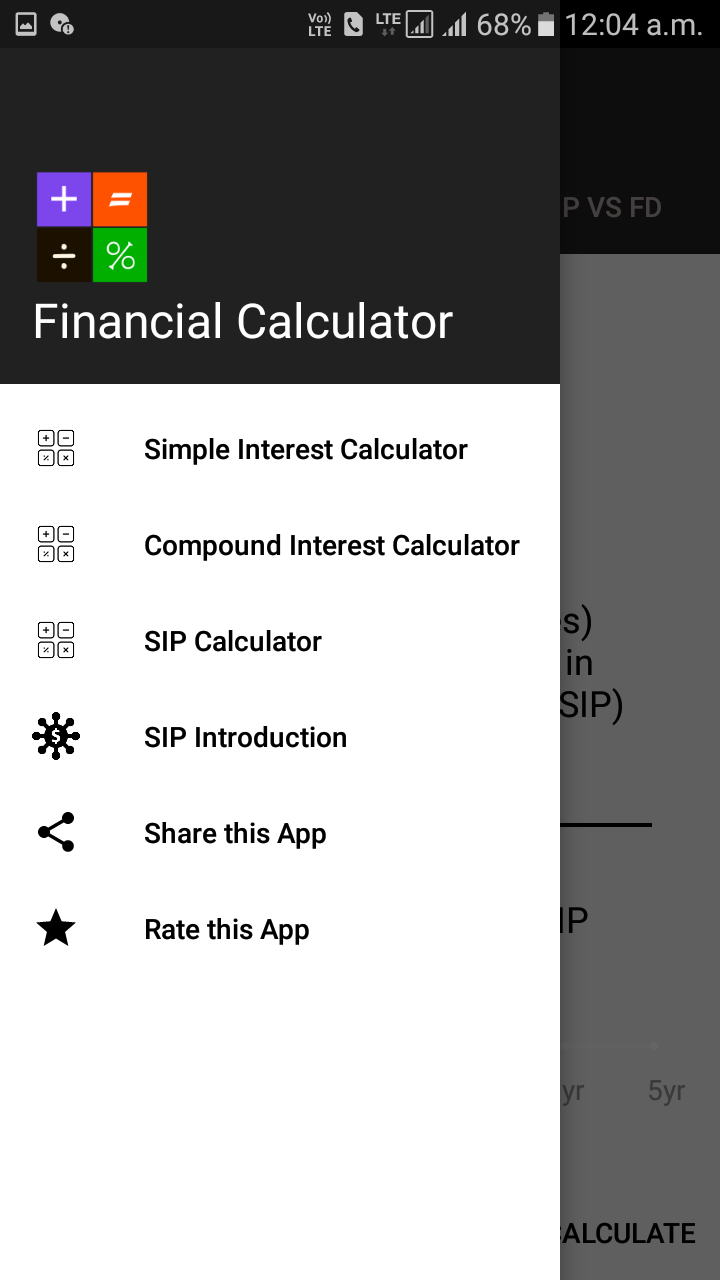 Vo)) LTE LTE 68% 12:04 a.m.
P VS FD
Financial Calculator
Simple Interest Calculator
Compound Interest Calculator
s)
SIP Calculator
in
SIP)
SIP Introduction
Share this App
IP
Rate this App
yr 5yr
CALCULATE